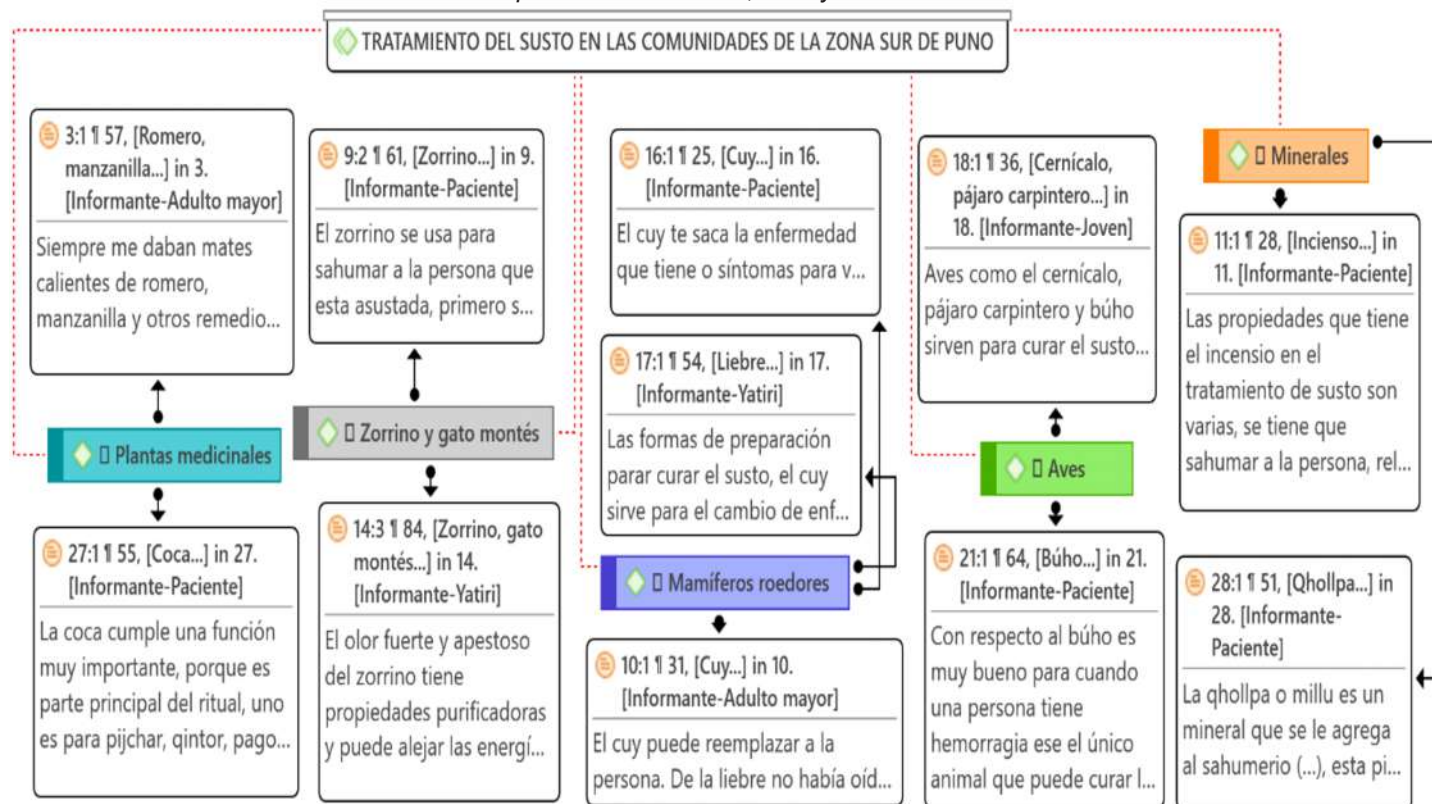 TRATAMIENTO DEL SUSTO EN LAS COMUNIDADES DE LA ZONA SUR DE PUNO
3:1 ¶ 57, [Romero,
manzanilla...] in 3.
[Informante-Adulto mayor]
Siempre me daban mates
calientes de romero,
manzanilla y otros remedio...
Plantas medicinales
27:1 ¶ 55, [Coca...] in 27.
[Informante-Paciente]
La coca cumple una función
muy importante, porque es
parte principal del ritual, uno
es para pijchar, qintor, pago...
9:2 ¶ 61, [Zorrino...] in 9.
[Informante-Paciente]
El zorrino se usa para
sahumar a la persona que
esta asustada, primero s...
Zorrino y gato montés
14:3 ¶ 84, [Zorrino, gato
montés...] in 14.
[Informante-Yatiri]
El olor fuerte y apestoso
del zorrino tiene
propiedades purificadoras
y puede alejar las energí...
16:1 ¶ 25, [Cuy...] in 16.
[Informante-Paciente]
El cuy te saca la enfermedad
que tiene o síntomas para v...
17:1 ¶ 54, [Liebre...] in 17.
[Informante-Yatiri]
Las formas de preparación
parar curar el susto, el cuy
sirve para el cambio de enf...
Mamíferos roedores
10:1 ¶ 31, [Cuy...] in 10.
[Informante-Adulto mayor]
El cuy puede reemplazar a la
persona. De la liebre no había oíd...
18:1 ¶ 36, [Cernícalo,
pájaro carpintero...] in
18. [Informante-Joven]
Aves como el cernícalo,
pájaro carpintero y búho
sirven para curar el susto...
Aves
21:1 ¶ 64, [Búho...] in 21.
[Informante-Paciente]
Con respecto al búho es
muy bueno para cuando
una persona tiene
hemorragia ese el único
animal que puede curar l...
Minerales
11:1 ¶ 28, [Incienso...] in
11. [Informante-Paciente]
Las propiedades que tiene
el incensio en el
tratamiento de susto son
varias, se tiene que
sahumar a la persona, rel...
28:1 ¶ 51, [Qhollpa...] in
28. [Informante-
Paciente]
La qhollpa o millu es un
mineral que se le agrega
al sahumerio (...), esta pi...